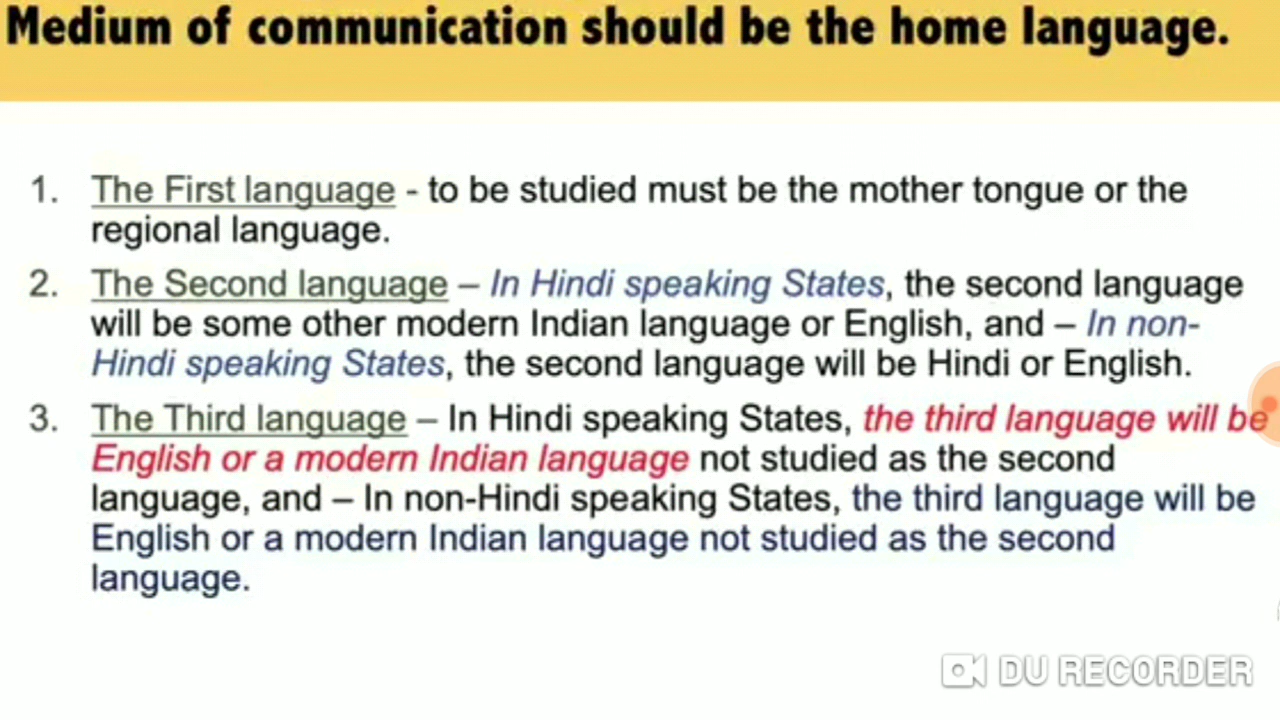 Medium of communication should be the home language.
1. The First language - to be studied must be the mother tongue or the
regional language.
2. The Second language – In Hindi speaking States, the second language
will be some other modern Indian language or English, and – In non-
Hindi speaking States, the second language will be Hindi or English.
3. The Third language – In Hindi speaking States, the third language will be
English or a modern Indian language not studied as the second
language, and – In non-Hindi speaking States, the third language will be
English or a modern Indian language not studied as the second
language.
DU RECORDER